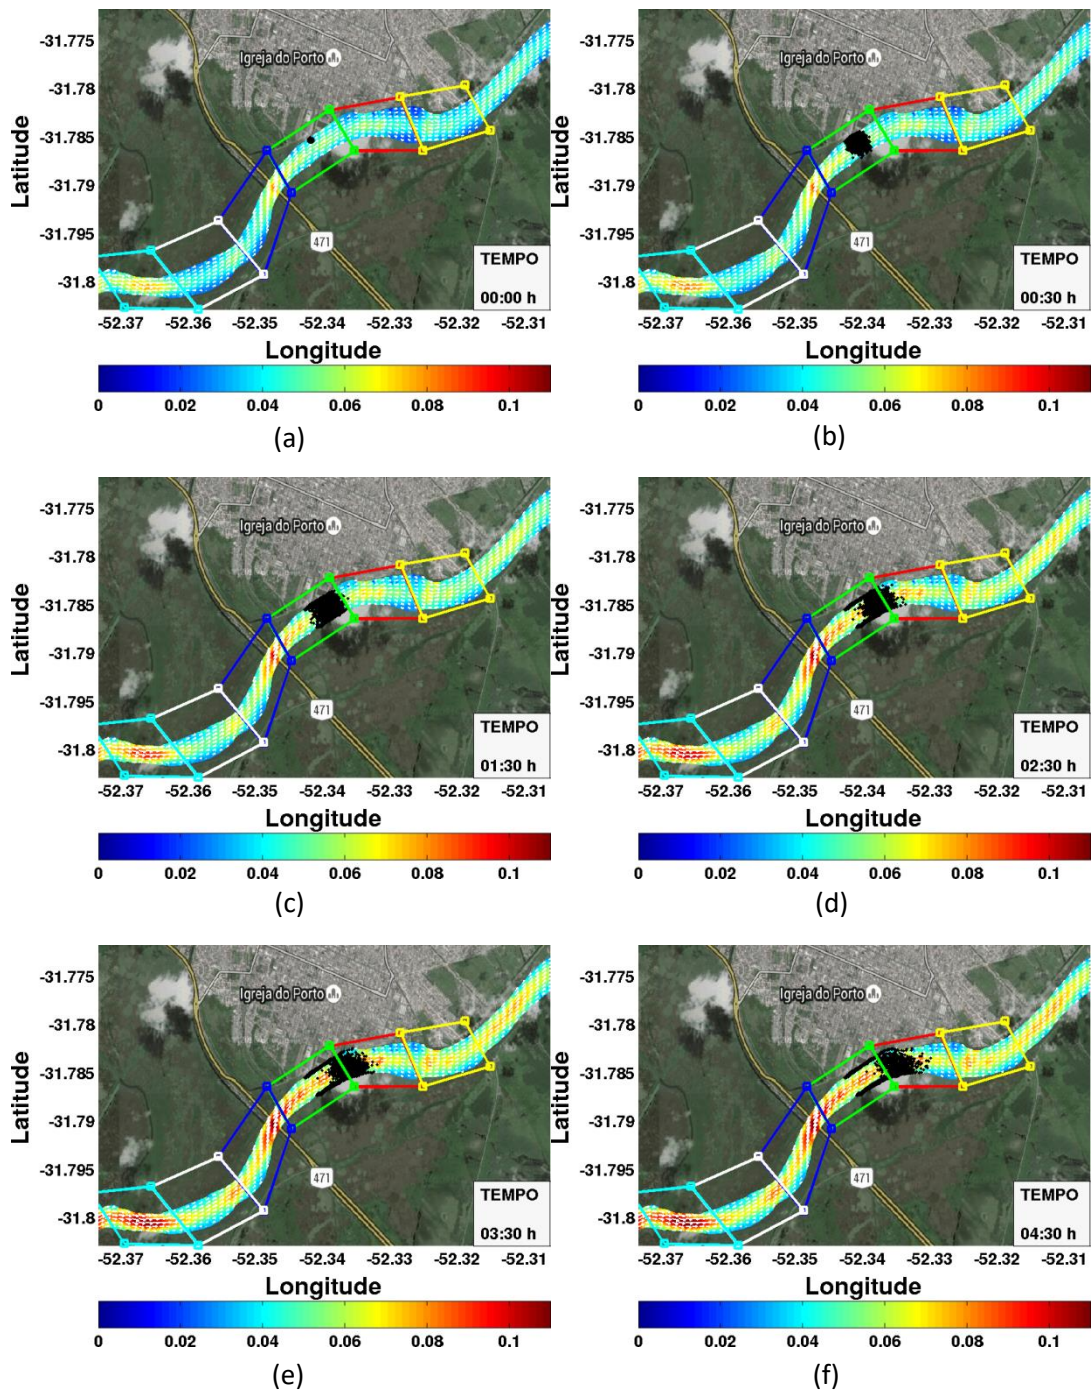 Latitude
-31.775
-31.78
-31.785
-31.79
-31.795
-31.8
Igreja do Porto
471
TEMPO
00:00 h
-52.37 -52.36 -52.35 -52.34 -52.33 -52.32 -52.31
Longitude
0 0.02 0.04 0.06 0.08 0.1
(a)
Latitude
-31.775
-31.78
-31.785
-31.79
-31.795
-31.8
Igreja do Porto
471
TEMPO
00:30 h
-52.37 -52.36 -52.35 -52.34 -52.33 -52.32 -52.31
Longitude
0 0.02 0.04 0.06 0.08 0.1
(b)
Latitude
-31.775
-31.78
-31.785
-31.79
-31.795
-31.8
Igreja do Porto
471
TEMPO
01:30 h
-52.37 -52.36 -52.35 -52.34 -52.33 -52.32 -52.31
Longitude
0 0.02 0.04 0.06 0.08 0.1
(c)
Latitude
-31.775
-31.78
-31.785
-31.79
-31.795
-31.8
Igreja do Porto
471
TEMPO
02:30 h
-52.37 -52.36 -52.35 -52.34 -52.33 -52.32 -52.31
Longitude
0 0.02 0.04 0.06 0.08 0.1
(d)
Latitude
-31.775
-31.78
-31.785
-31.79
-31.795
-31.8
Igreja do Porto
471
TEMPO
03:30 h
-52.37 -52.36 -52.35 -52.34 -52.33 -52.32 -52.31
Longitude
0 0.02 0.04 0.06 0.08 0.1
(e)
Latitude
-31.775
-31.78
-31.785
-31.79
-31.795
-31.8
Igreja do Porto
471
TEMPO
04:30 h
-52.37 -52.36 -52.35 -52.34 -52.33 -52.32 -52.31
Longitude
0 0.02 0.04 0.06 0.08 0.1
(f)